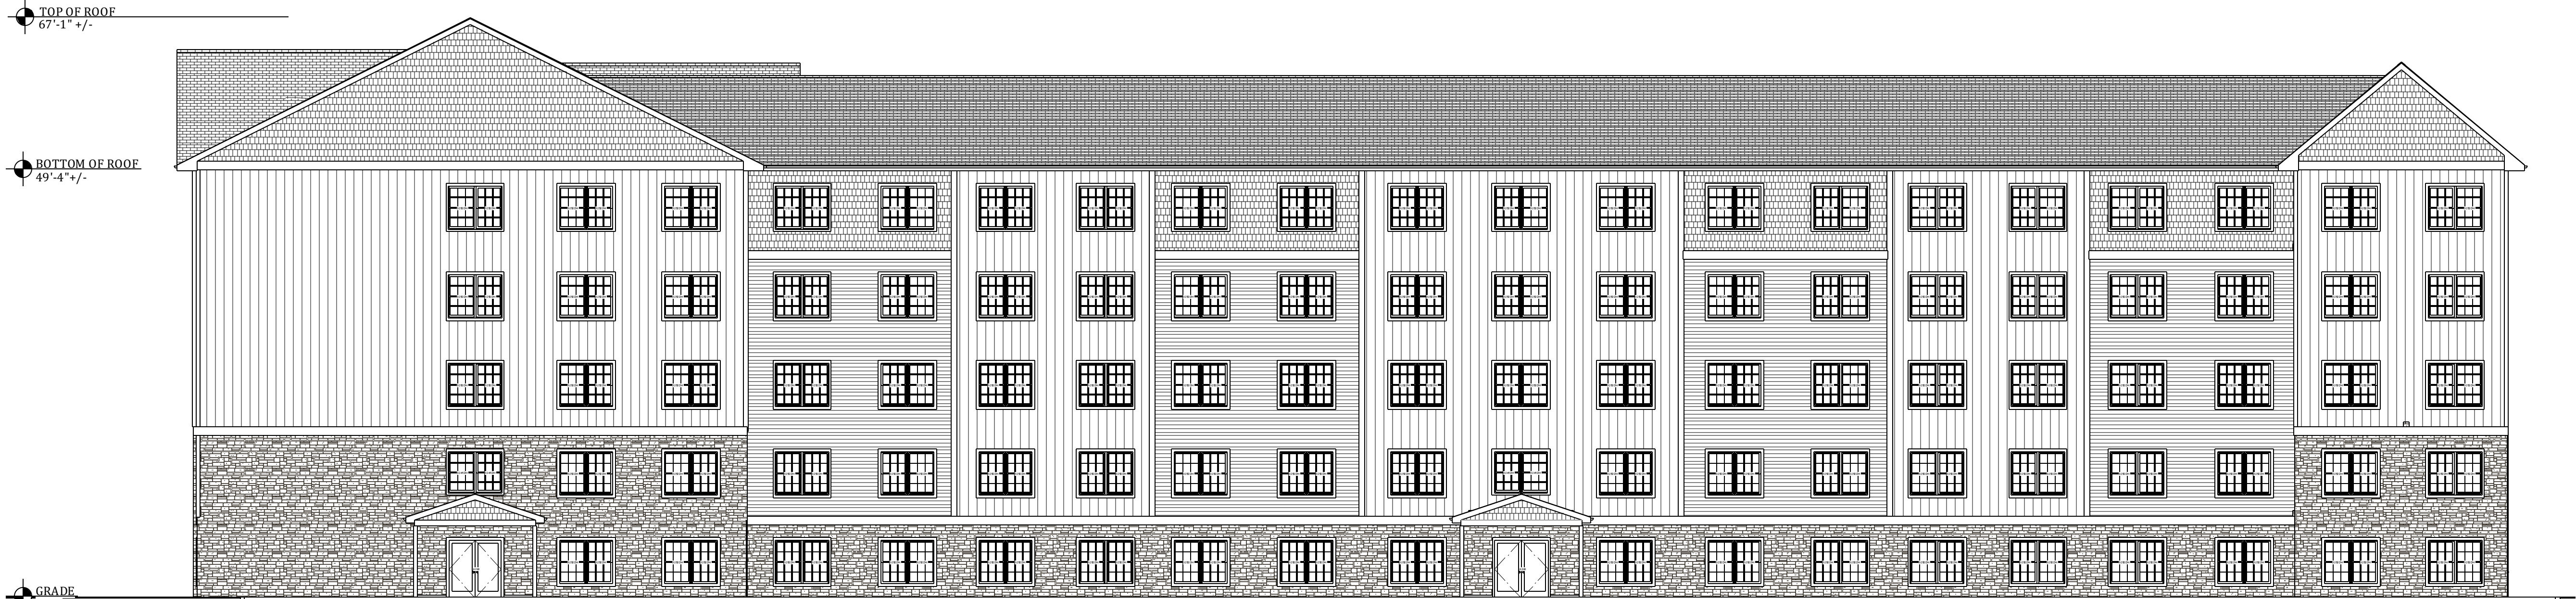 TOP OF ROOF
67'-1" +/-
BOTTOM OF ROOF
49'-4"+/-
GRADE